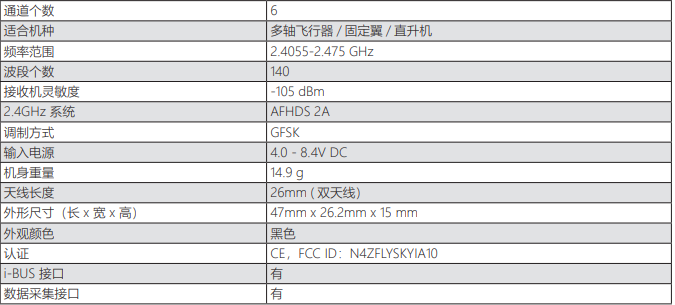 通道个数 6
适合机种 多轴飞行器 / 固定翼 / 直升机
频率范围 2.4055-2.475 GHz
波段个数 140
接收机灵敏度 -105 dBm
2.4GHz 系统 AFHDS 2A
调制方式 GFSK
输入电源 4.0 - 8.4V DC
机身重量 14.9 g
天线长度 26mm ( 双天线）
外形尺寸（长 x 宽 x 高） 47mm x 26.2mm x 15 mm
外观颜色 黑色
认证 CE，FCC ID：N4ZFLYSKYIA10
i-BUS 接口 有
数据采集接口 有